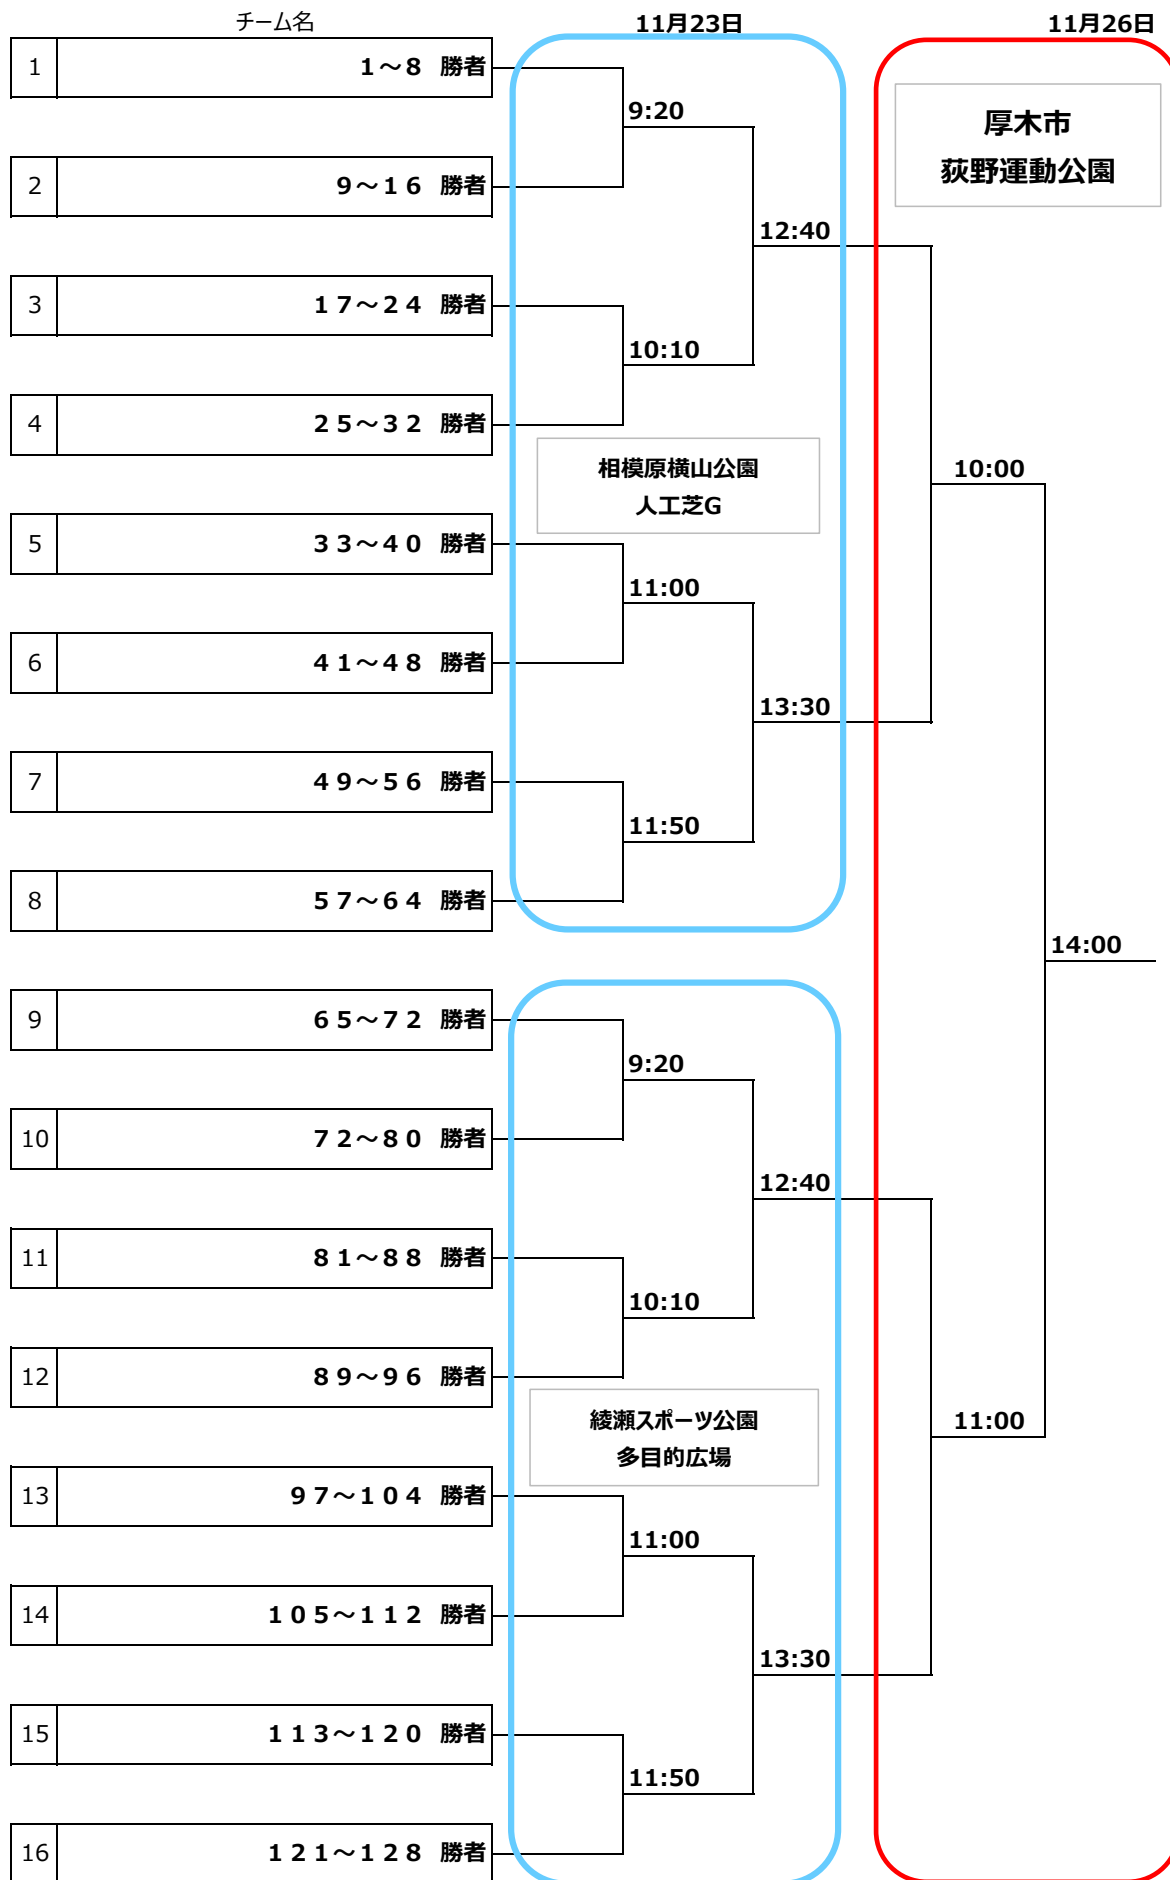 チーム名 11月23日 11月26日
1 1～8 勝者
9:20
厚木市
荻野運動公園
2 9～16 勝者
12:40
3 17～24 勝者
10:10
4 25～32 勝者
相模原横山公園
人工芝G
10:00
5 33～40 勝者
11:00
6 41～48 勝者
13:30
7 49～56 勝者
11:50
8 57～64 勝者
14:00
9 65～72 勝者
9:20
10 72～80 勝者
12:40
11 81～88 勝者
10:10
12 89～96 勝者
綾瀬スポーツ公園
多目的広場
11:00
13 97～104 勝者
11:00
14 105～112 勝者
13:30
15 113～120 勝者
11:50
16 121～128 勝者